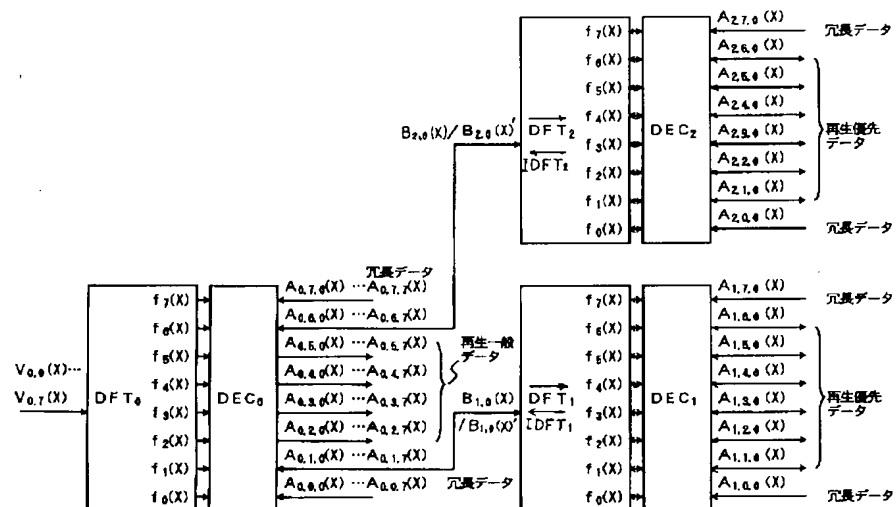 f₇(X) A₂.₇.₀(X) 冗長データ
f₆(X) A₂.₆.₀(X)
f₅(X) A₂.₅.₀(X)
f₄(X) A₂.₄.₀(X)
B₂,₀(X)/B₂.₀(X)' DFT₂ DEC₂ 再生優先
データ
f₃(X) A₂.₃.₀(X)
IDFT₂
f₂(X) A₂.₂.₀(X)
f₁(X) A₂.₁.₀(X)
f₀(X) A₂.₀.₀(X) 冗長データ
冗長データ
f₇(X) A₀.₇.₀(X)…A₀.₇.₇(X)
f₆(X) A₀.₆.₀(X)…A₀.₆.₇(X)
f₅(X) A₀.₅.₀(X)…A₀.₅.₇(X) 再生一般
データ
V₀.₀(X)…
V₀.₇(X)
DFT₀ DEC₀
f₄(X) A₀.₄.₀(X)…A₀.₄.₇(X)
f₃(X) A₀.₃.₀(X)…A₀.₃.₇(X)
f₂(X) A₀.₂.₀(X)…A₀.₂.₇(X)
f₁(X) A₀.₁.₀(X)…A₀.₁.₇(X)
冗長データ
f₀(X) A₀.₀.₀(X)…A₀.₀.₇(X)
B₁.₀(X)
/B₁.₀(X)'
DFT₁
IDFT₁
DEC₁
f₇(X) A₁.₇.₀(X) 冗長データ
f₆(X) A₁.₆.₀(X)
f₅(X) A₁.₅.₀(X)
f₄(X) A₁.₄.₀(X)
f₃(X) A₁.₃.₀(X) 再生優先
データ
f₂(X) A₁.₂.₀(X)
f₁(X) A₁.₁.₀(X)
f₀(X) A₁.₀.₀(X) 冗長データ